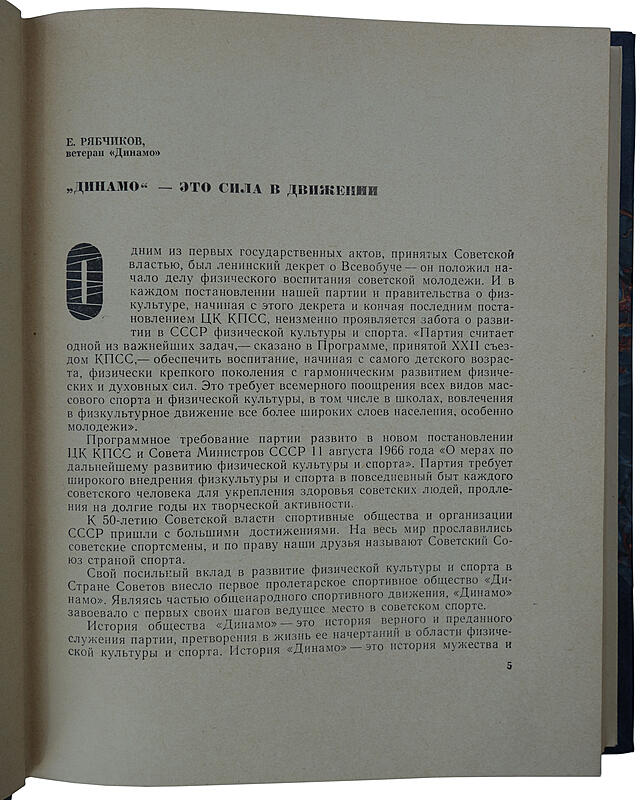 Е. РЯБЧИКОВ,
ветеран «Динамо»
„ДИНАМО“ — ЭТО СИЛА В ДВИЖЕНИИ
Одним из первых государственных актов, принятых Советской
властью, был ленинский декрет о Всевобуче — он положил на-
чало делу физического воспитания советской молодежи. И в
каждом постановлении нашей партии и правительства о физ-
культуре, начиная с этого декрета и кончая последним поста-
новлением ЦК КПСС, неизменно проявляется забота о разви-
тии в СССР физической культуры и спорта. «Партия считает
одной из важнейших задач,— сказано в Программе, принятой XXII съез-
дом КПСС,— обеспечить воспитание, начиная с самого детского возрас-
та, физически крепкого поколения с гармоническим развитием физичес-
ких и духовных сил. Это требует всемерного поощрения всех видов мас-
сового спорта и физической культуры, в том числе в школах, вовлечения
в физкультурное движение все более широких слоев населения, особенно
молодежи».
Программное требование партии развито в новом постановлении
ЦК КПСС и Совета Министров СССР 11 августа 1966 года «О мерах по
дальнейшему развитию физической культуры и спорта». Партия требует
широкого внедрения физкультуры и спорта в повседневный быт каждого
советского человека для укрепления здоровья советских людей, продле-
ния на долгие годы их творческой активности.
К 50-летию Советской власти спортивные общества и организации
СССР пришли с большими достижениями. На весь мир прославились
советские спортсмены, и по праву наши друзья называют Советский Со-
юз страной спорта.
Свой посильный вклад в развитие физической культуры и спорта в
Стране Советов внесло первое пролетарское спортивное общество «Ди-
намо». Являясь частью общенародного спортивного движения, «Динамо»
завоевало с первых своих шагов ведущее место в советском спорте.
История общества «Динамо» — это история верного и преданного
служения партии, претворения в жизнь ее начертаний в области физиче-
ской культуры и спорта. История «Динамо» — это история мужества и
5